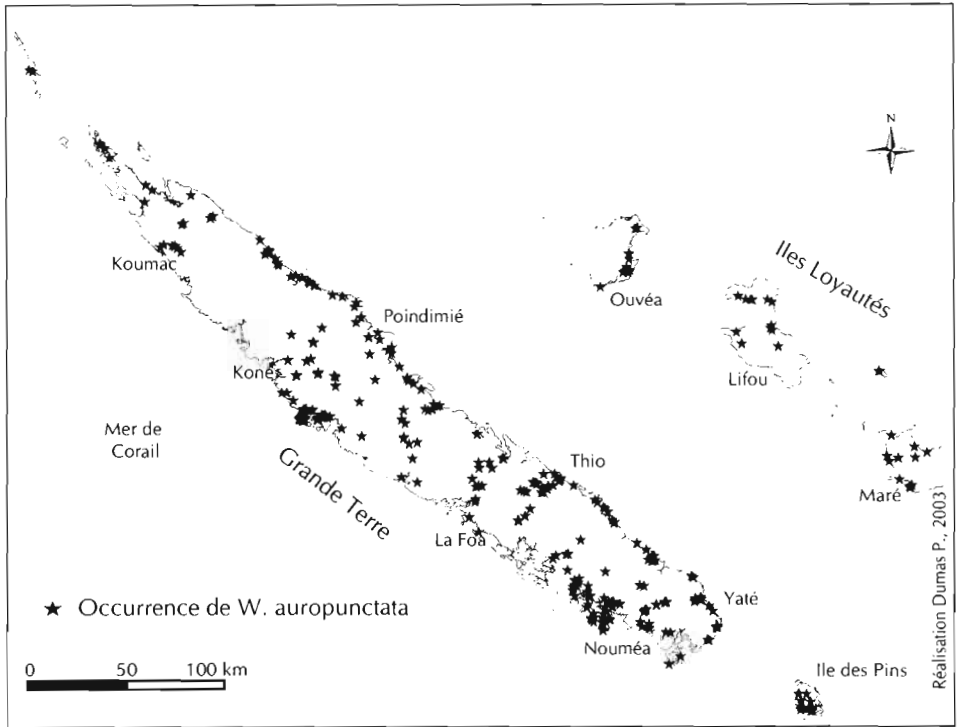 N
Iles Loyautés
Koumac
Ouvéa
Poindimié
Lifou
Koné
Mer de
Corail
Grande Terre
Thio
Maré
La Foa
★ Occurrence de W. auropunctata
Yaté
Nouméa
0 50 100 km
Ile des Pins
Réalisation Dumas P., 2003